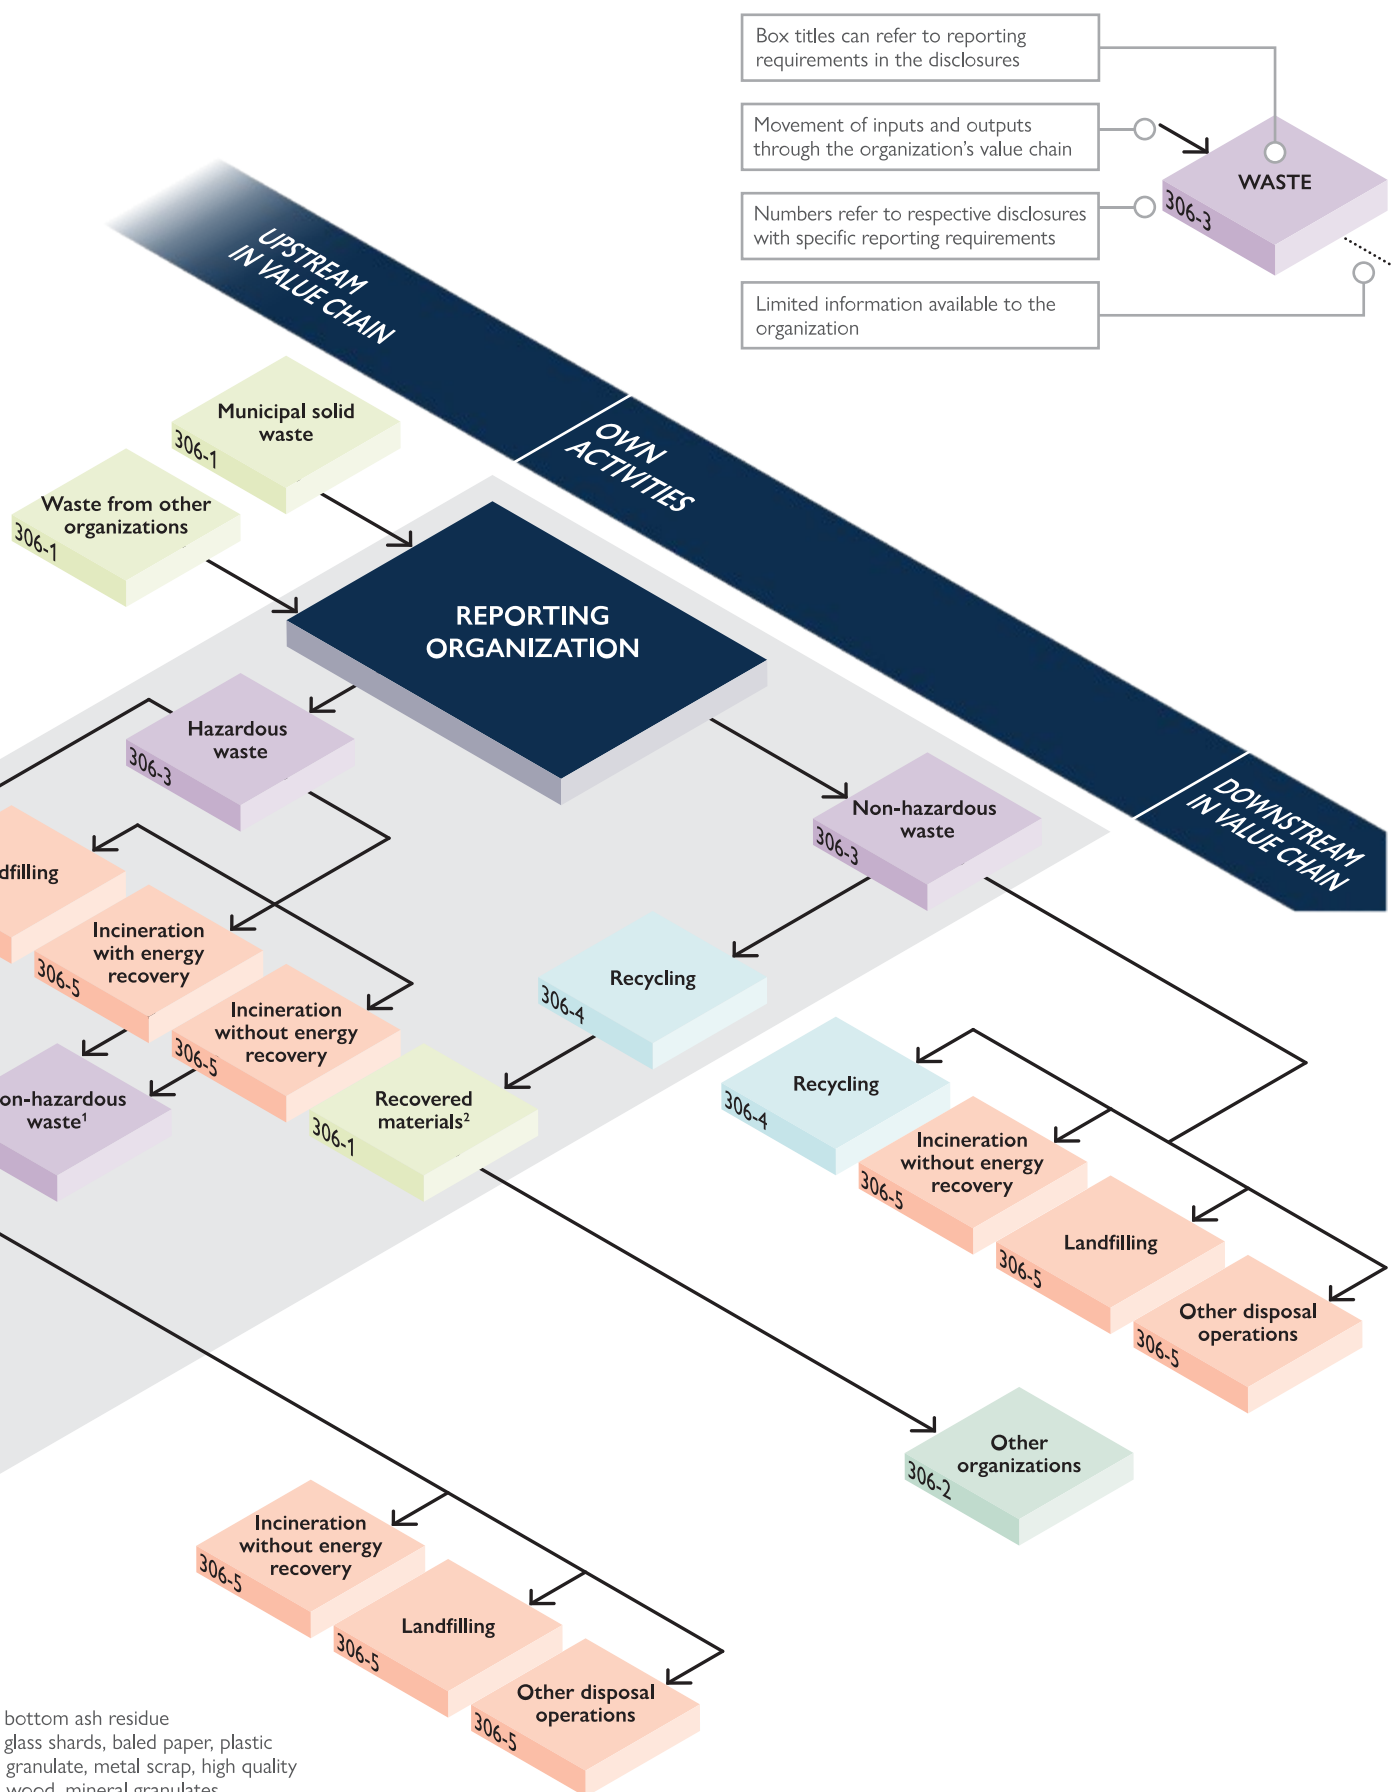 Box titles can refer to reporting
requirements in the disclosures
Movement of inputs and outputs
through the organization's value chain
Numbers refer to respective disclosures
with specific reporting requirements
Limited information available to the
organization
WASTE
306-3
UPSTREAM
IN VALUE CHAIN
OWN
ACTIVITIES
DOWNSTREAM
IN VALUE CHAIN
Municipal solid
waste
306-1
Waste from other
organizations
306-1
REPORTING
ORGANIZATION
Hazardous
waste
306-3
Non-hazardous
waste
306-3
dfilling
Incineration
with energy
recovery
306-5
Incineration
without energy
recovery
306-5
Recycling
306-4
on-hazardous
waste¹
Recovered
materials²
306-1
Recycling
306-4
Incineration
without energy
recovery
306-5
Landfilling
306-5
Other disposal
operations
306-5
Other
organizations
306-2
Incineration
without energy
recovery
306-5
Landfilling
306-5
Other disposal
operations
306-5
bottom ash residue
glass shards, baled paper, plastic
granulate, metal scrap, high quality
wood, mineral granulates